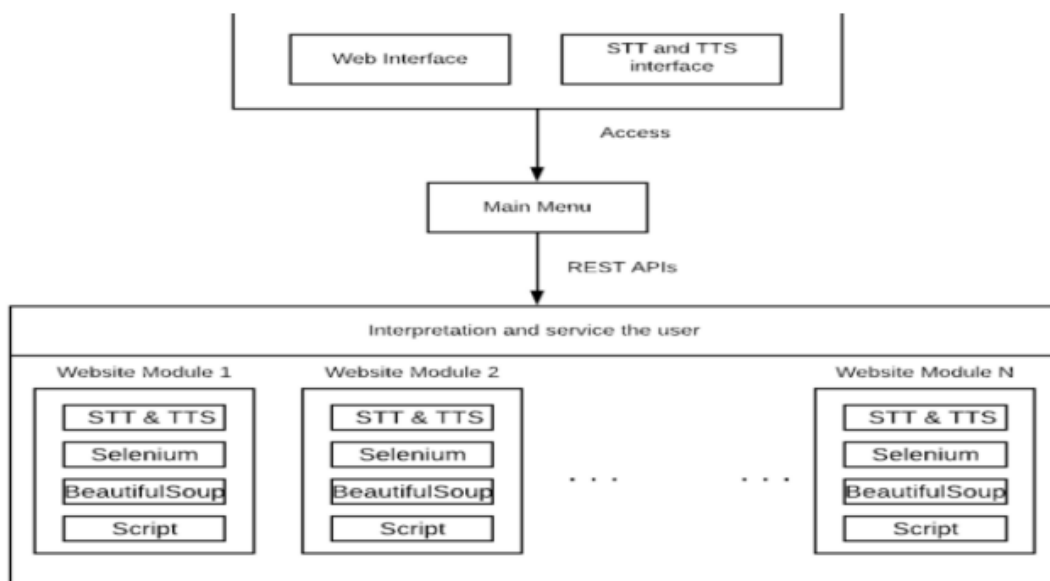 Web Interface
STT and TTS
interface
Access
Main Menu
REST APIs
Interpretation and service the user
Website Module 1
Website Module 2
Website Module N
STT & TTS
Selenium
BeautifulSoup
Script
STT & TTS
Selenium
BeautifulSoup
Script
. . .
. . .
STT & TTS
Selenium
BeautifulSoup
Script